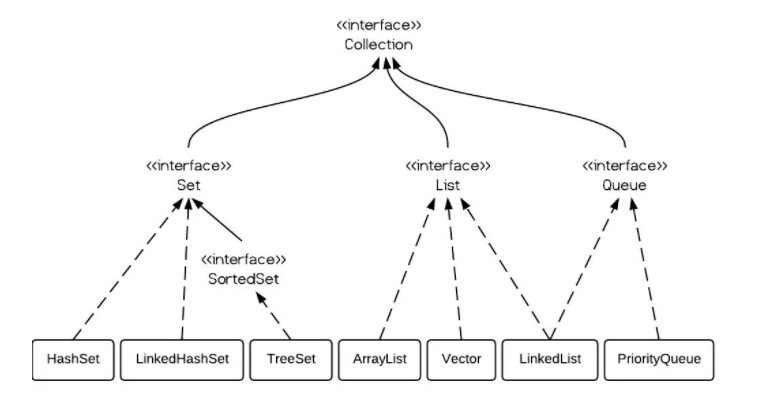 <<interface>>
Collection
<<interface>>
Set
<<interface>>
List
<<interface>>
Queue
<<interface>>
SortedSet
HashSet
LinkedHashSet
TreeSet
ArrayList
Vector
LinkedList
PriorityQueue